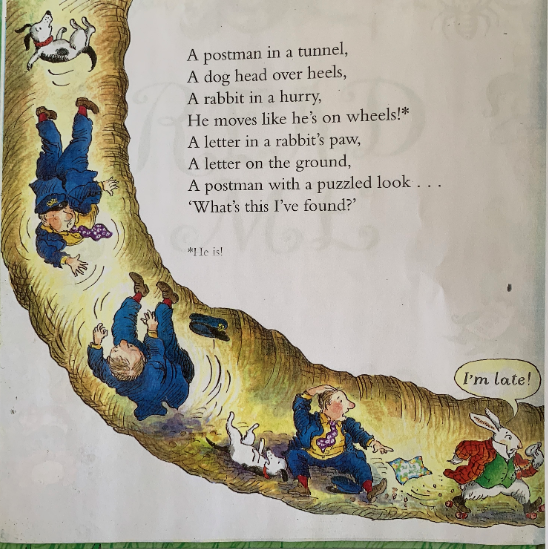 A postman in a tunnel,
A dog head over heels,
A rabbit in a hurry,
He moves like he's on wheels!*
A letter in a rabbit's paw,
A letter on the ground,
A postman with a puzzled look . . .
‘What's this I've found?’
*He is!
I'm late!